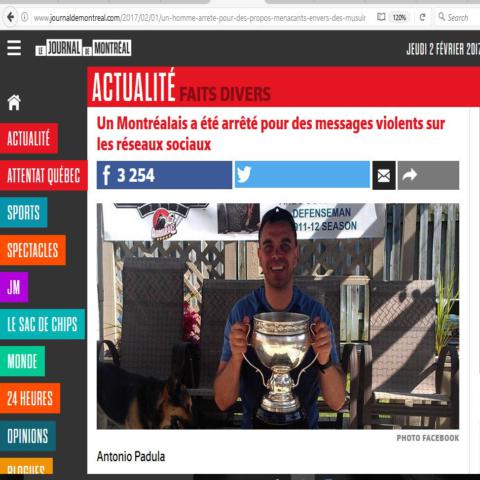 www.journaldemontreal.com/2017/02/01/un-homme-arrete-pour-des-propos-menacants-envers-des-musulr
120%
Search
LE JOURNAL DE MONTRÉAL
JEUDI 2 FÉVRIER 2017
ACTUALITÉ FAITS DIVERS
Un Montréalais a été arrêté pour des messages violents sur
les réseaux sociaux
3 254
ACTUALITÉ
ATTENTAT QUÉBEC
SPORTS
SPECTACLES
JM
LE SAC DE CHIPS
MONDE
24 HEURES
OPINIONS
BLOGUES
DEFENSEMAN
2011-12 SEASON
PHOTO FACEBOOK
Antonio Padula